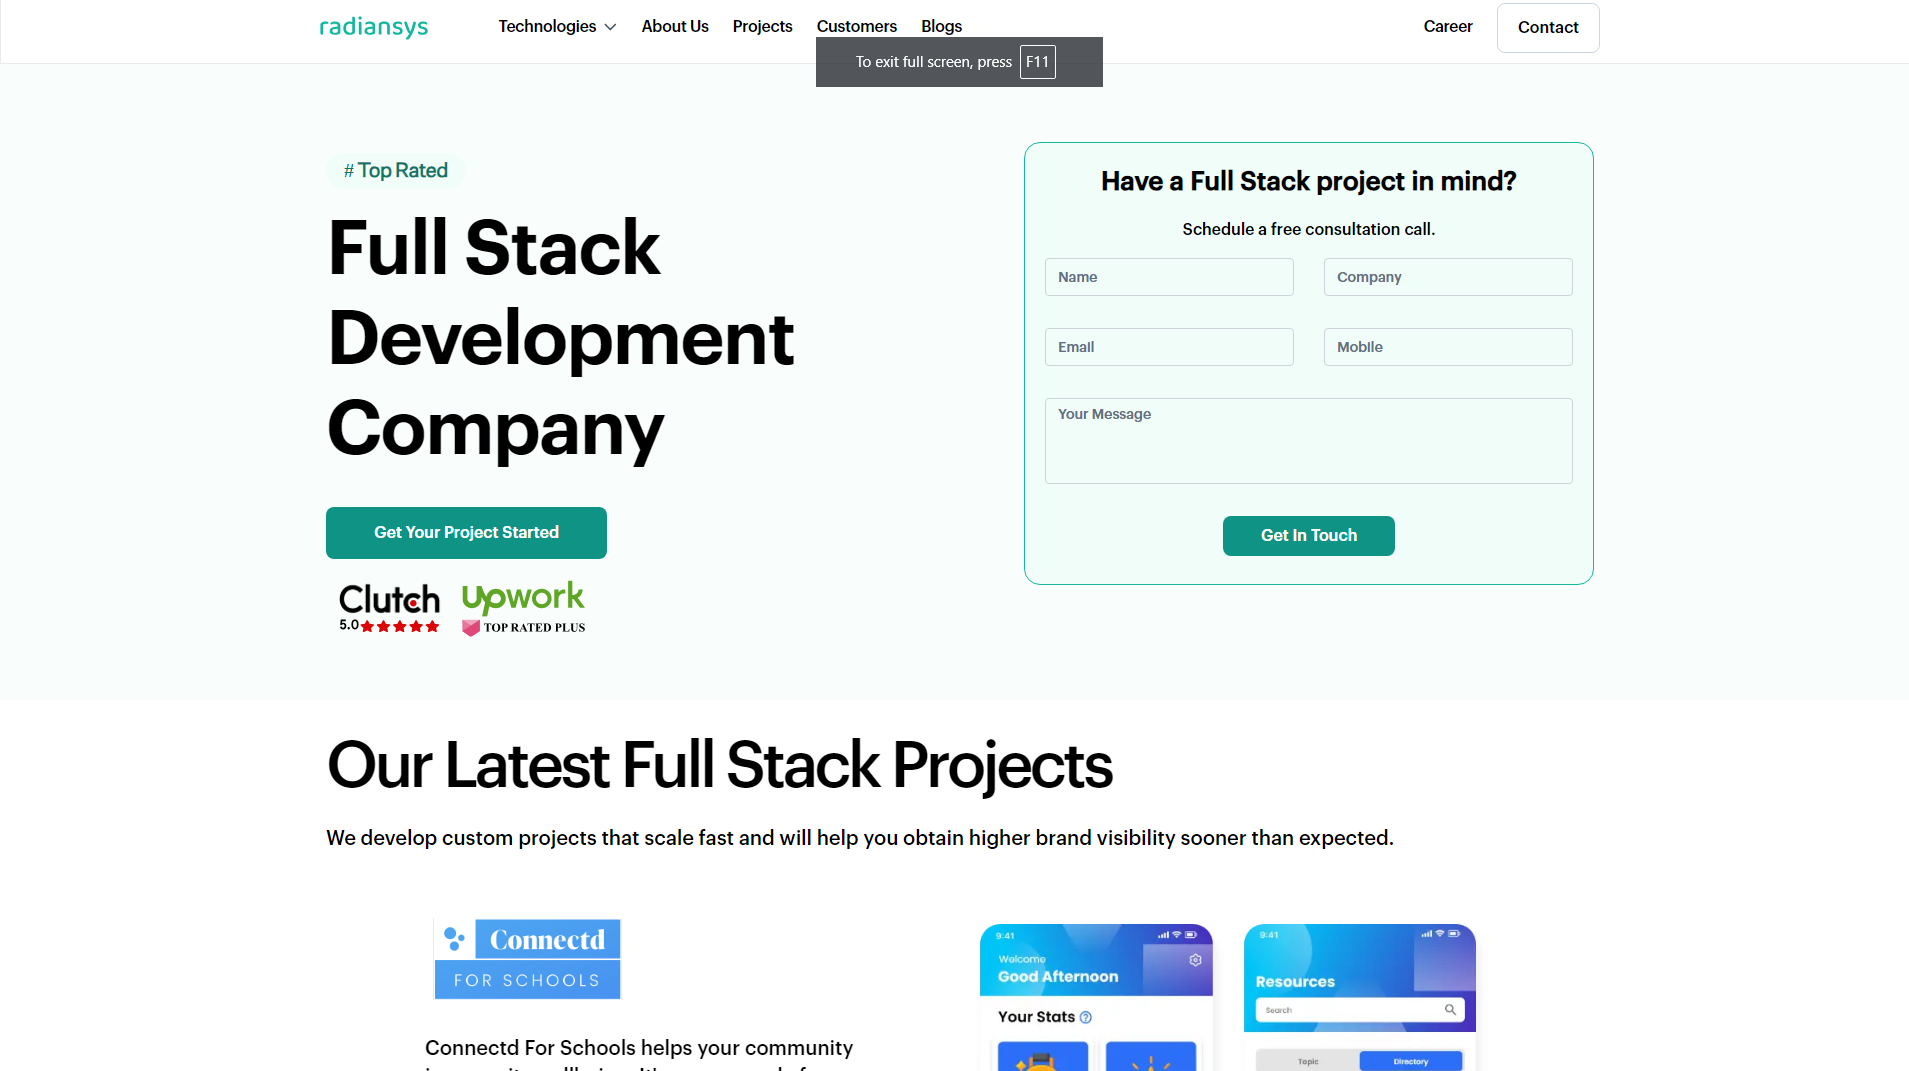 radiansys
Technologies
About Us
Projects
Customers
Blogs
Career
Contact
To exit full screen, press F11
# Top Rated
Full Stack
Development
Company
Get Your Project Started
Clutch
5.0
Upwork
TOP RATED PLUS
Have a Full Stack project in mind?
Schedule a free consultation call.
Name
Company
Email
Mobile
Your Message
Get In Touch
Our Latest Full Stack Projects
We develop custom projects that scale fast and will help you obtain higher brand visibility sooner than expected.
Connectd
FOR SCHOOLS
Connectd For Schools helps your community
9:41
Welcome
Good Afternoon
Your Stats
9:41
Resources
Search
Topic
Directory